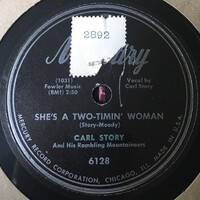 2892
Mercury
(1031)
Fowler Music
(BMI) 2:50
Vocal by
Carl Story
SHE'S A TWO-TIMIN' WOMAN
(Story-Moody)
CARL STORY
And His Rambling Mountaineers
6128
MERCURY RECORD CORPORATION, CHICAGO, ILL. MADE IN U.S.A.